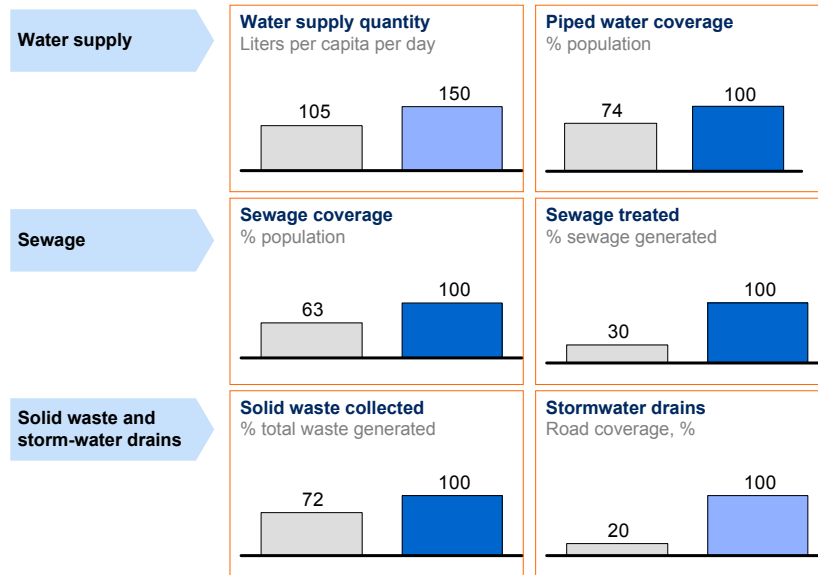 Water supply
Water supply quantity
Liters per capita per day
105
150
Piped water coverage
% population
74
100
Sewage
Sewage coverage
% population
63
100
Sewage treated
% sewage generated
30
100
Solid waste and
storm-water drains
Solid waste collected
% total waste generated
72
100
Stormwater drains
Road coverage, %
20
100